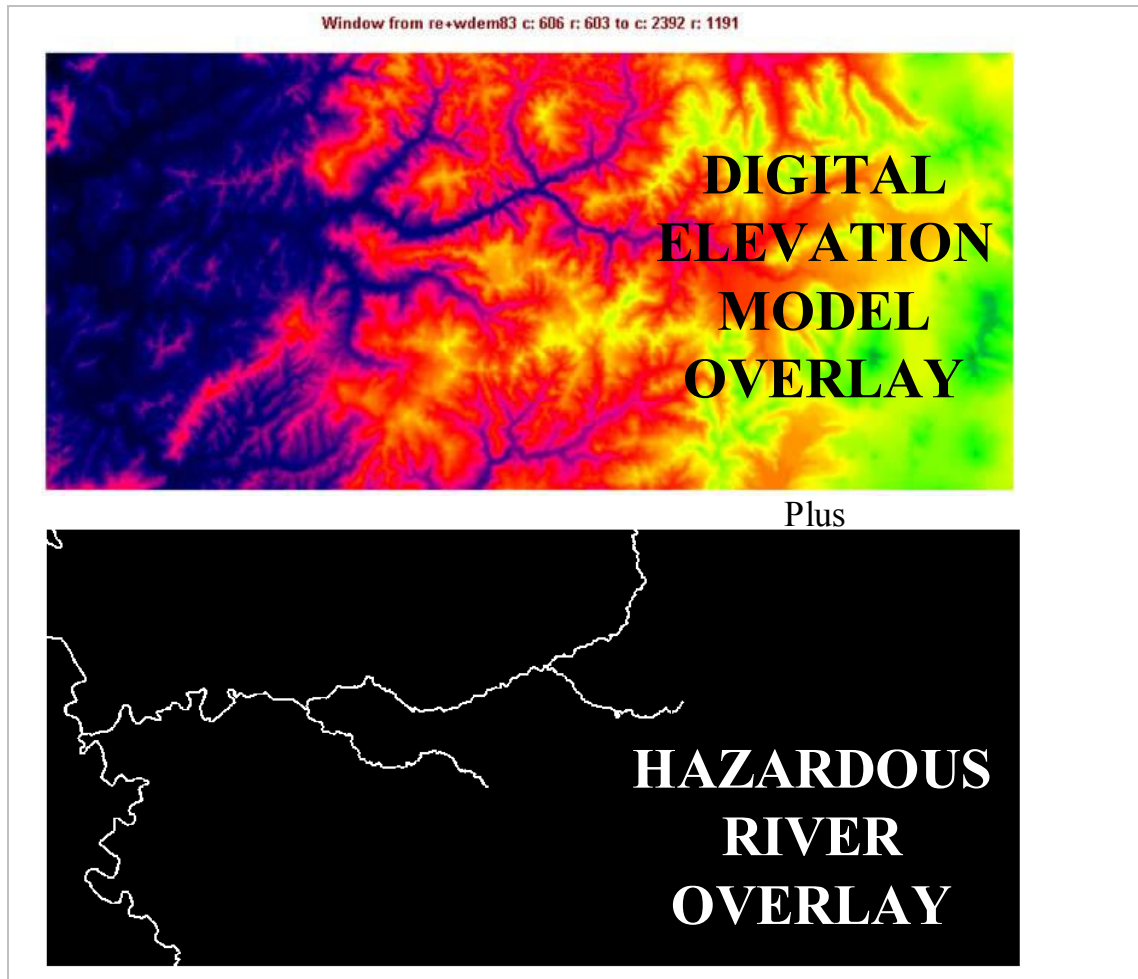 Window from re+wdem83 c: 606 r: 603 to c: 2392 r: 1191
DIGITAL
ELEVATION
MODEL
OVERLAY
Plus
HAZARDOUS
RIVER
OVERLAY